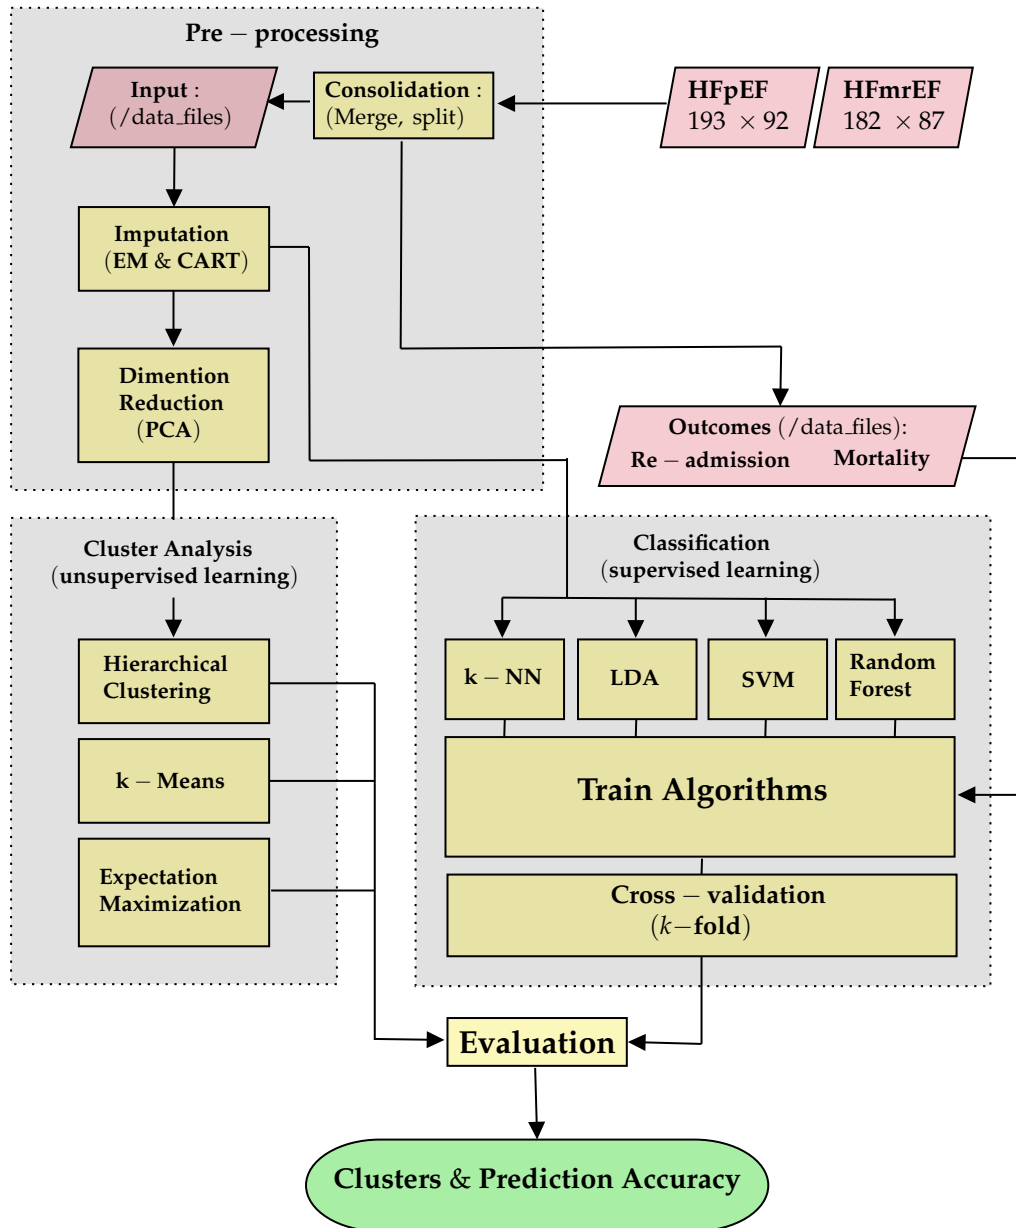 Pre – processing
Input :
(/data_files)
Consolidation :
(Merge, split)
HFpEF
193 × 92
HFmrEF
182 × 87
Imputation
(EM & CART)
Dimention
Reduction
(PCA)
Outcomes (/data_files):
Re – admission
Mortality
Cluster Analysis
(unsupervised learning)
Classification
(supervised learning)
Hierarchical
Clustering
k – Means
Expectation
Maximization
k – NN
LDA
SVM
Random
Forest
Train Algorithms
Cross – validation
(k–fold)
Evaluation
Clusters & Prediction Accuracy